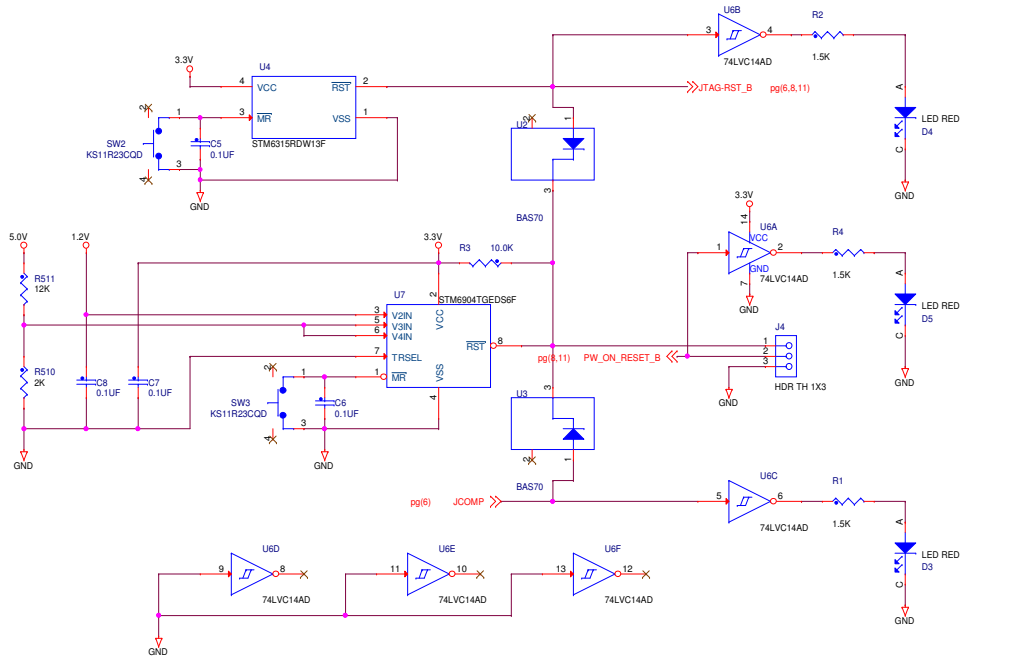 U6B
3
4
74LVC14AD
R2
1.5K
A
LED RED
D4
C
GND
3.3V
U4
4
VCC
RST
2
3
MR
VSS
1
STM6315RDW13F
JTAG-RST_B
pg(6,8,11)
2
1
SW2
KS11R23CQD
C5
0.1UF
3
4
GND
U2
2
1
3
BAS70
3.3V
14
U6A
VCC
1
2
GND
7
74LVC14AD
GND
R4
1.5K
A
LED RED
D5
C
GND
5.0V
1.2V
3.3V
R3
10.0K
R511
12K
U7
STM6904TGEDS6F
2
VCC
3
V2IN
5
V3IN
6
V4IN
7
TRSEL
1
MR
VSS
4
RST
8
pg(8,11)
PW_ON_RESET_B
J4
1
2
3
HDR TH 1X3
GND
R510
2K
C8
0.1UF
C7
0.1UF
GND
2
1
SW3
KS11R23CQD
C6
0.1UF
3
4
GND
3
U3
2
1
BAS70
pg(6)
JCOMP
U6C
5
6
74LVC14AD
R1
1.5K
A
LED RED
D3
C
GND
U6D
9
8
74LVC14AD
U6E
11
10
74LVC14AD
U6F
13
12
74LVC14AD
GND